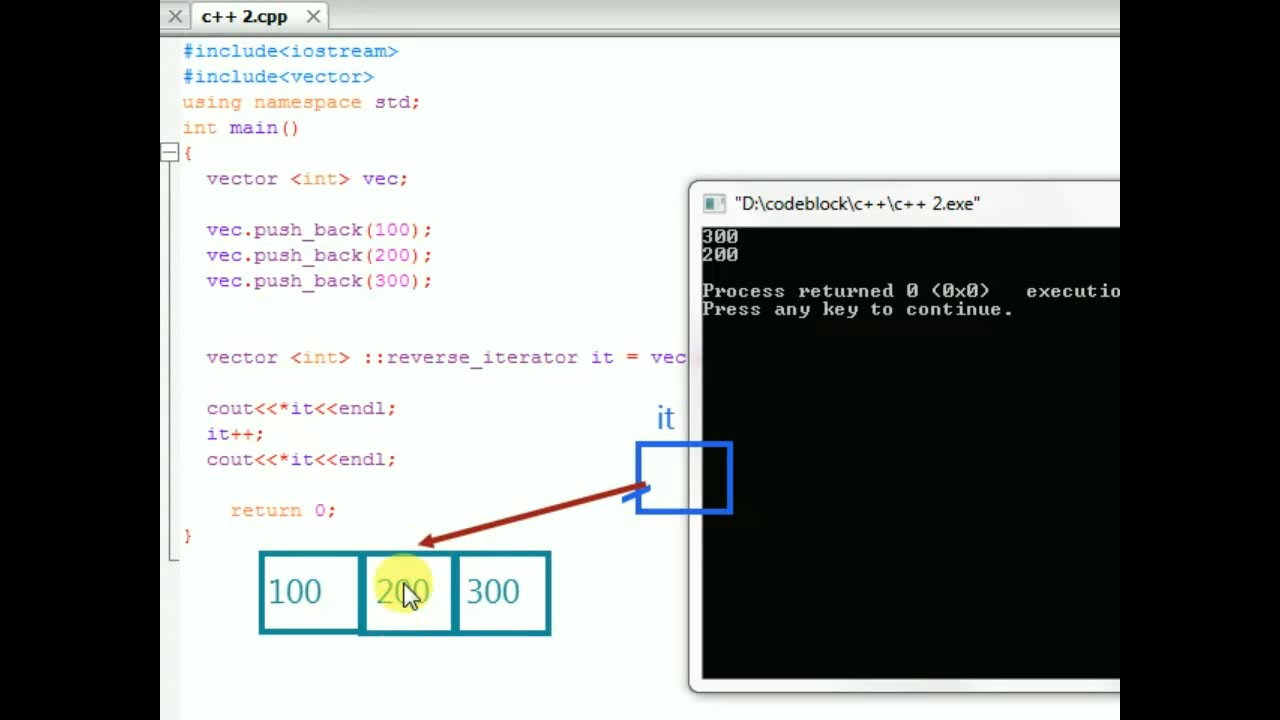 c++ 2.cpp
#include<iostream>
#include<vector>
using namespace std;
int main()
{
vector <int> vec;
vec.push_back(100);
vec.push_back(200);
vec.push_back(300);
vector <int> ::reverse_iterator it = vec
cout<<*it<<endl;
it++;
cout<<*it<<endl;
return 0;
}
"D:\codeblock\c++\c++ 2.exe"
300
200
Process returned 0 (0x0) executio
Press any key to continue.
it
100 200 300